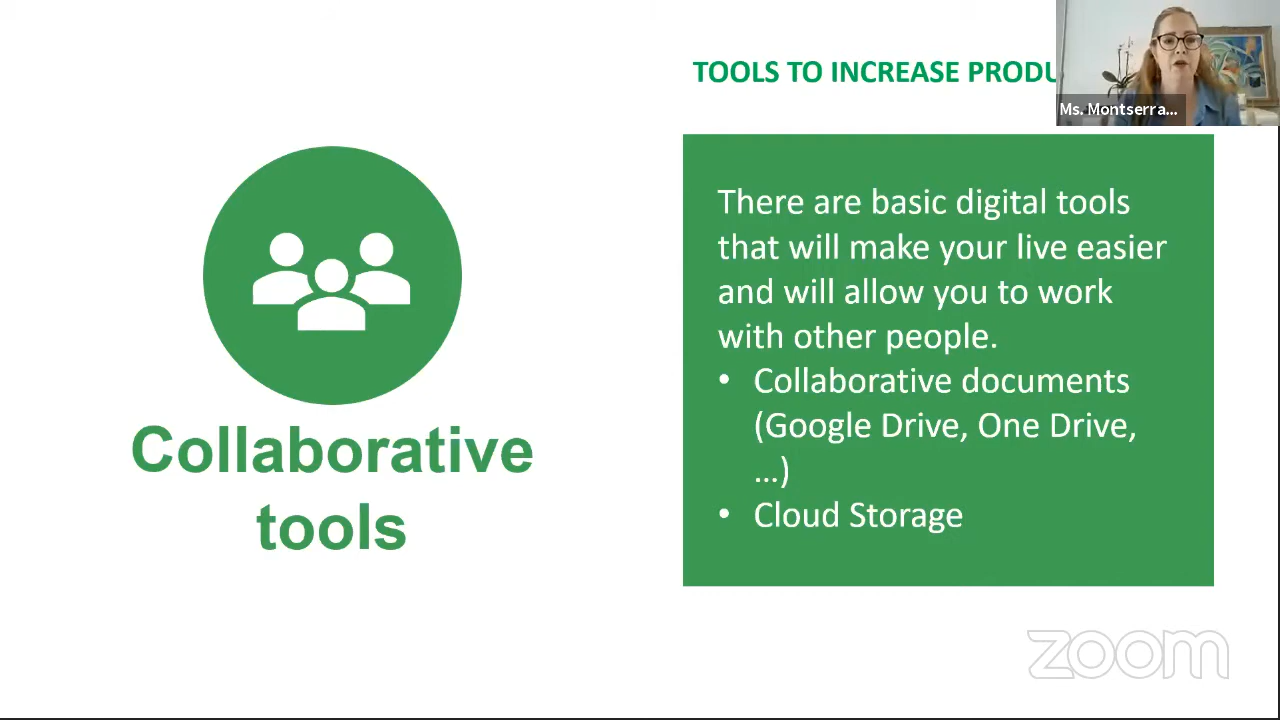 TOOLS TO INCREASE PRODU
Ms. Montserra...
There are basic digital tools
that will make your live easier
and will allow you to work
with other people.
• Collaborative documents
(Google Drive, One Drive,
...)
• Cloud Storage
Collaborative
tools
zoom